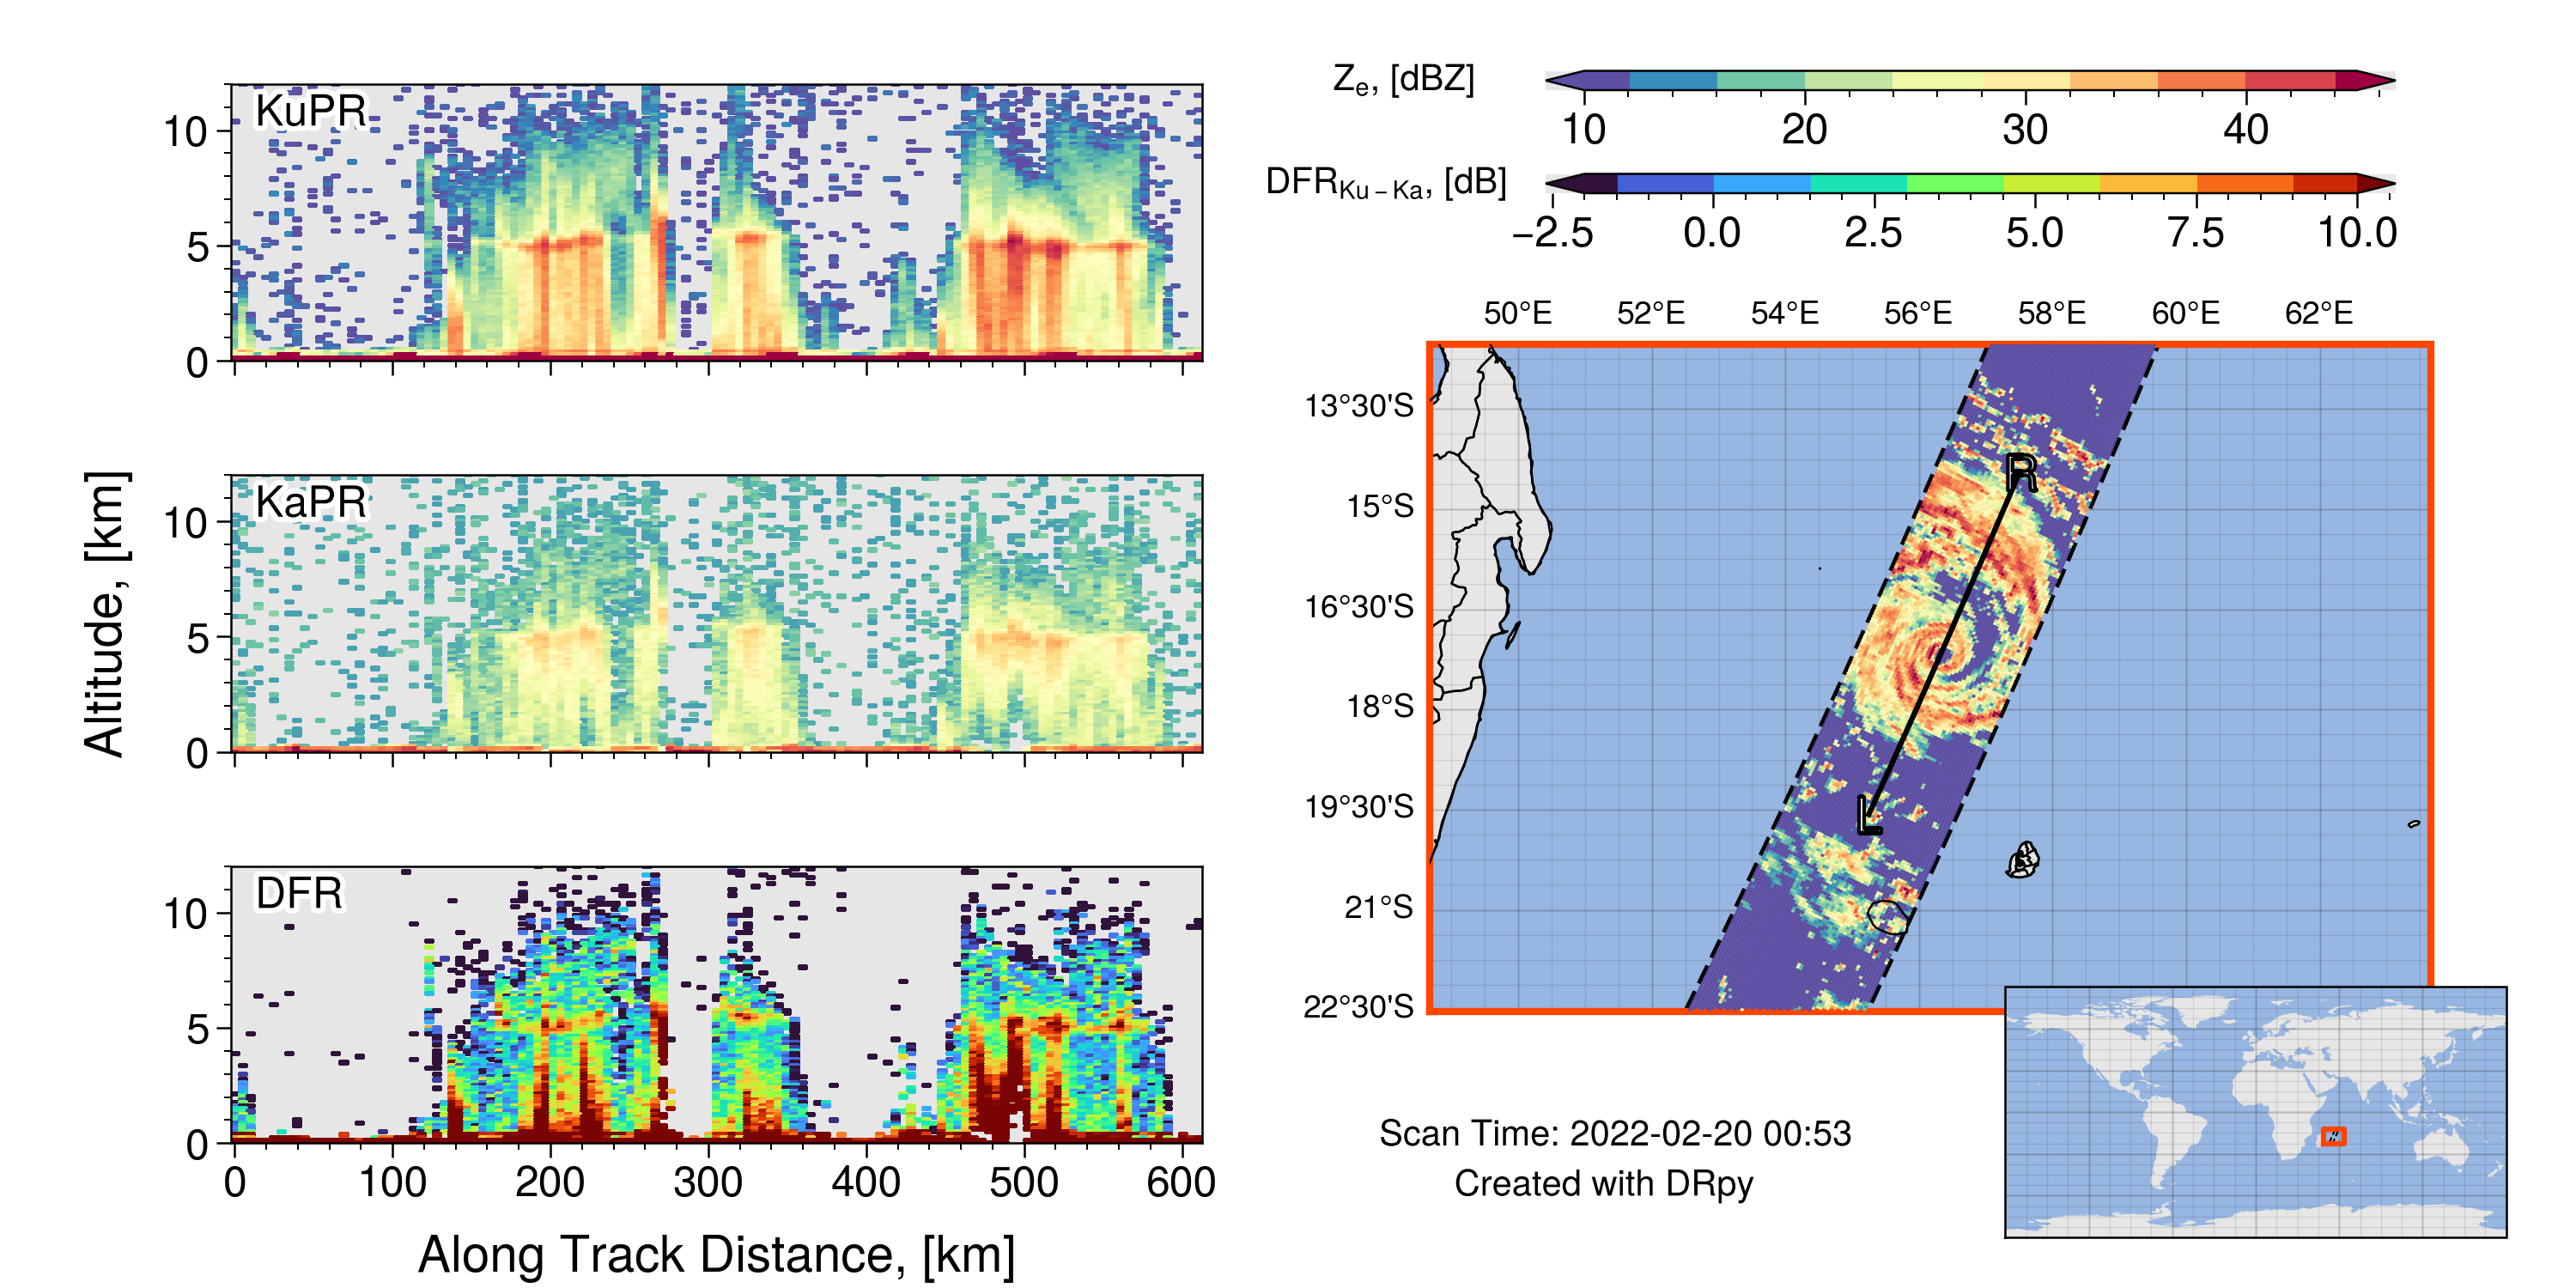 KuPR
10
5
0
KaPR
10
5
0
Altitude, [km]
DFR
10
5
0
0 100 200 300 400 500 600
Along Track Distance, [km]
Ze, [dBZ]
10 20 30 40
DFRKu − Ka, [dB]
−2.5 0.0 2.5 5.0 7.5 10.0
50°E 52°E 54°E 56°E 58°E 60°E 62°E
13°30'S
15°S
16°30'S
18°S
19°30'S
21°S
22°30'S
R
L
Scan Time: 2022-02-20 00:53
Created with DRpy